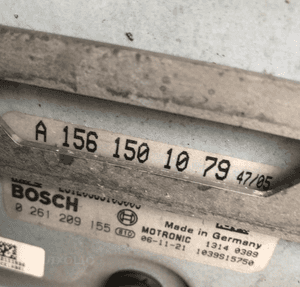 A 156 150 10 79 47/05
BOSCH
0 261 209 155
Made in Germany
MOTRONIC 1314 0369
06-11-21 1039S15750